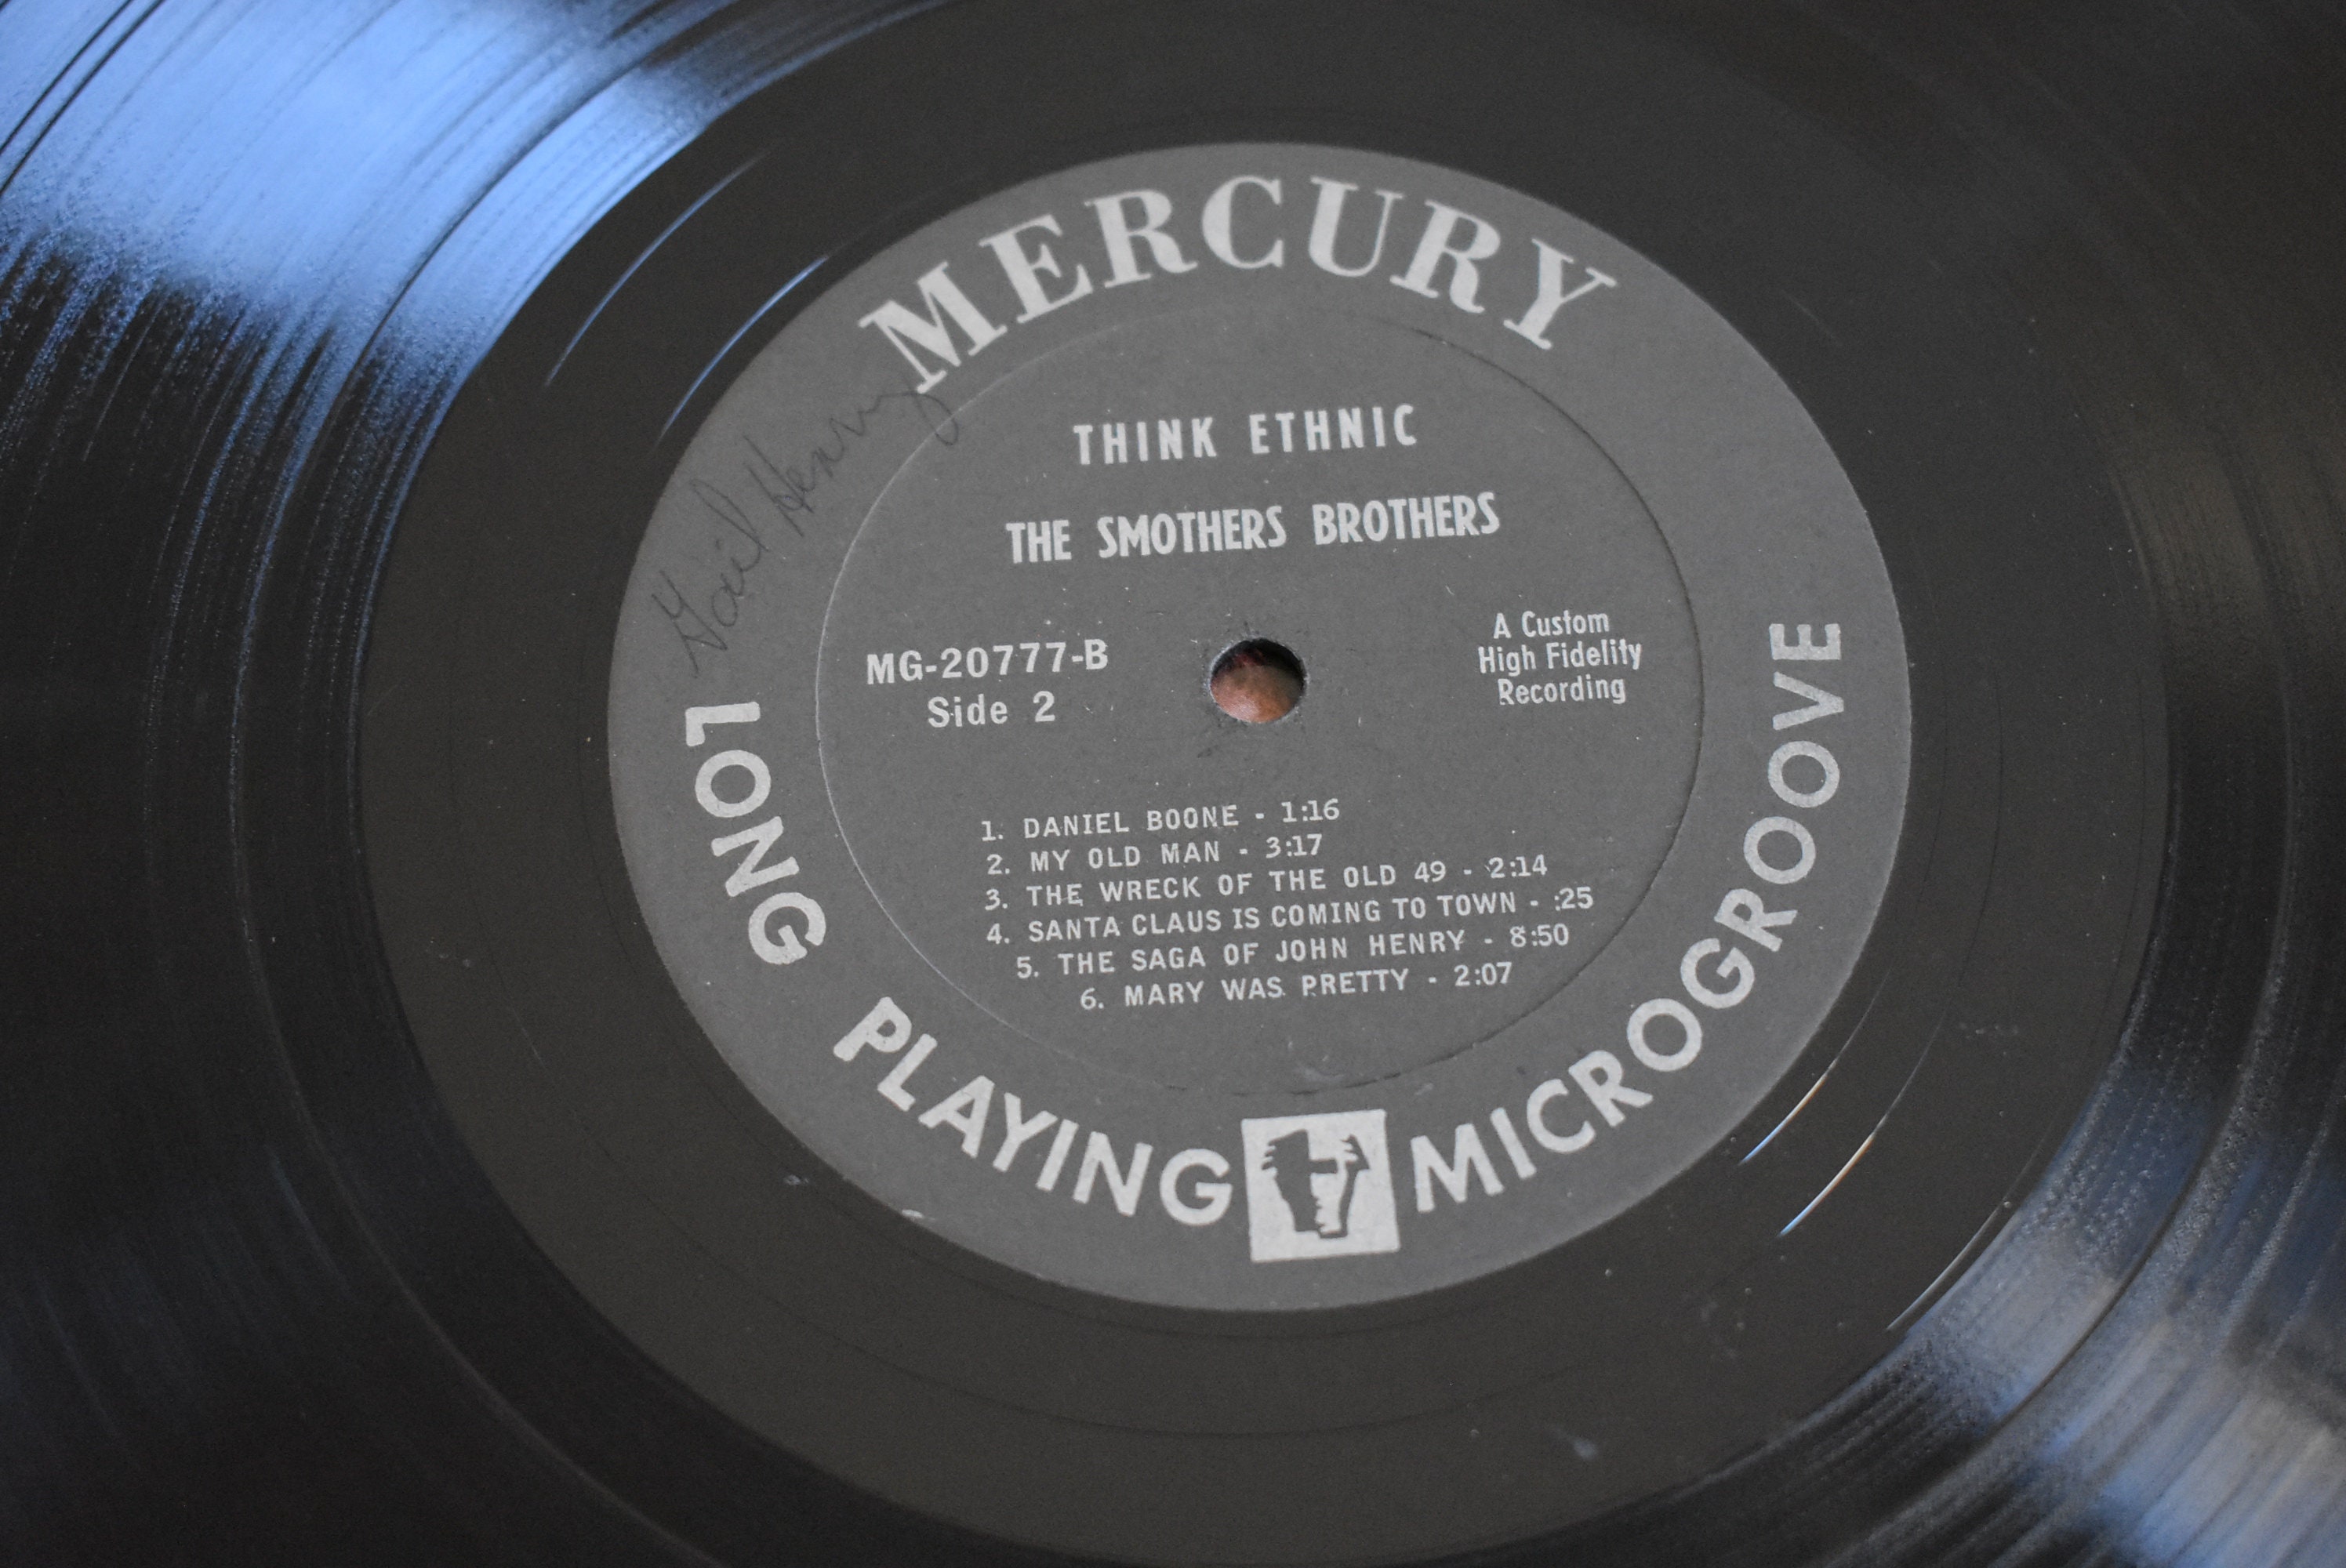 MERCURY
Gail Henry
THINK ETHNIC
THE SMOTHERS BROTHERS
MG-20777-B
Side 2
A Custom
High Fidelity
Recording
1. DANIEL BOONE - 1:16
2. MY OLD MAN - 3:17
3. THE WRECK OF THE OLD 49 - 2:14
4. SANTA CLAUS IS COMING TO TOWN - :25
5. THE SAGA OF JOHN HENRY - 8:50
6. MARY WAS PRETTY - 2:07
LONG PLAYING MICROGROOVE